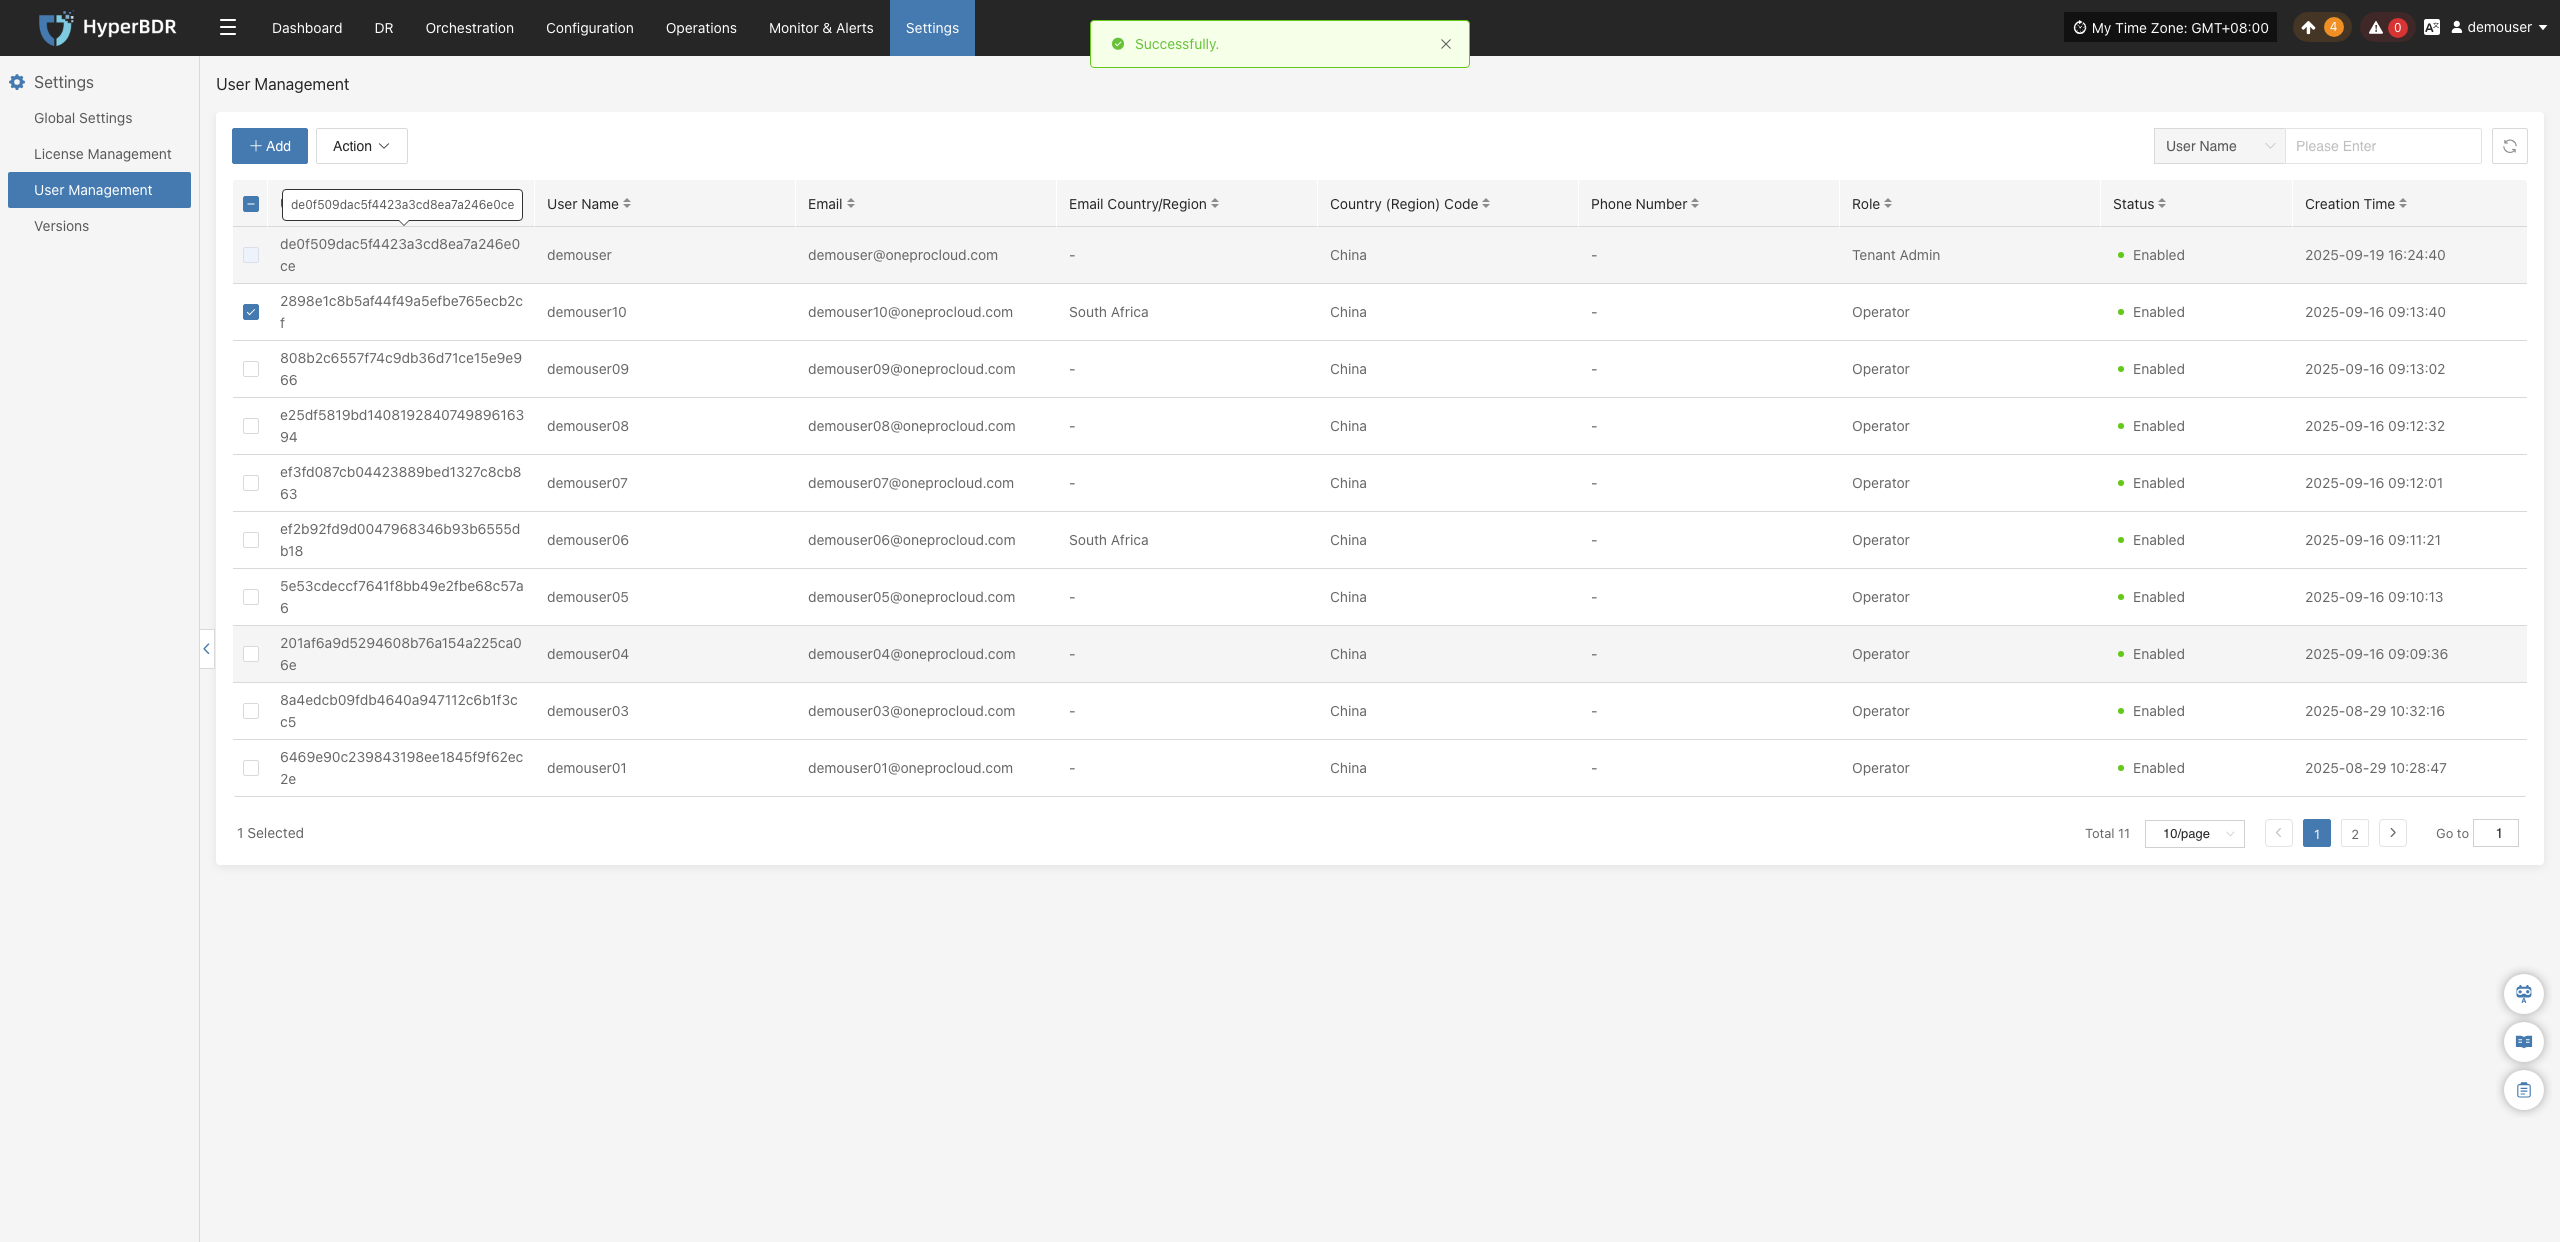 HyperBDR
Dashboard
DR
Orchestration
Configuration
Operations
Monitor & Alerts
Settings
Successfully.
My Time Zone: GMT+08:00
4
0
demouser
Settings
Global Settings
License Management
User Management
Versions
User Management
Add
Action
User Name
Please Enter
de0f509dac5f4423a3cd8ea7a246e0ce
User Name
Email
Email Country/Region
Country (Region) Code
Phone Number
Role
Status
Creation Time
de0f509dac5f4423a3cd8ea7a246e0
ce
demouser
demouser@oneprocloud.com
-
China
-
Tenant Admin
Enabled
2025-09-19 16:24:40
2898e1c8b5af44f49a5efbe765ecb2c
f
demouser10
demouser10@oneprocloud.com
South Africa
China
-
Operator
Enabled
2025-09-16 09:13:40
808b2c6557f74c9db36d71ce15e9e9
66
demouser09
demouser09@oneprocloud.com
-
China
-
Operator
Enabled
2025-09-16 09:13:02
e25df5819bd1408192840749896163
94
demouser08
demouser08@oneprocloud.com
-
China
-
Operator
Enabled
2025-09-16 09:12:32
ef3fd087cb04423889bed1327c8cb8
63
demouser07
demouser07@oneprocloud.com
-
China
-
Operator
Enabled
2025-09-16 09:12:01
ef2b92fd9d0047968346b93b6555d
b18
demouser06
demouser06@oneprocloud.com
South Africa
China
-
Operator
Enabled
2025-09-16 09:11:21
5e53cdeccf7641f8bb49e2fbe68c57a
6
demouser05
demouser05@oneprocloud.com
-
China
-
Operator
Enabled
2025-09-16 09:10:13
201af6a9d5294608b76a154a225ca0
6e
demouser04
demouser04@oneprocloud.com
-
China
-
Operator
Enabled
2025-09-16 09:09:36
8a4edcb09fdb4640a947112c6b1f3c
c5
demouser03
demouser03@oneprocloud.com
-
China
-
Operator
Enabled
2025-08-29 10:32:16
6469e90c239843198ee1845f9f62ec
2e
demouser01
demouser01@oneprocloud.com
-
China
-
Operator
Enabled
2025-08-29 10:28:47
1 Selected
Total 11
10/page
1
2
Go to
1